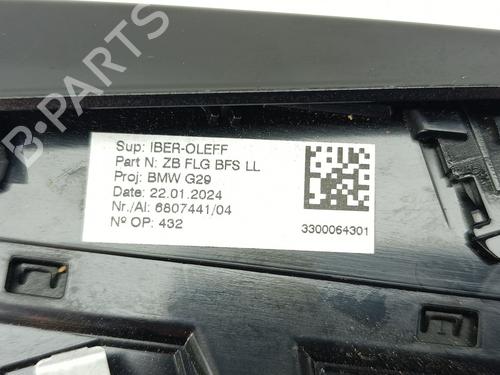 Sup: IBER-OLEFF
Part N: ZB FLG BFS LL
Proj: BMW G29
Date: 22.01.2024
Nr./AI: 6807441/04
Nº OP: 432
3300064301
B-PARTS